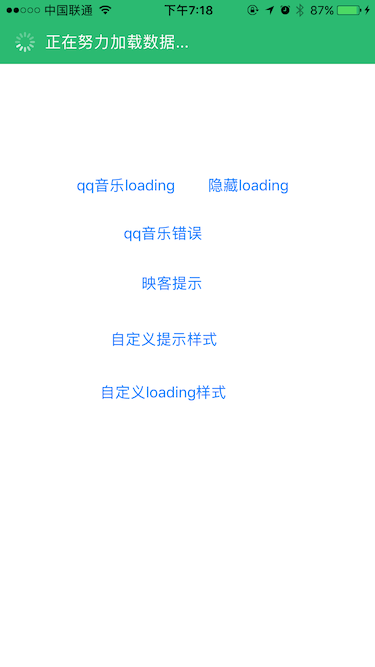 中国联通 下午7:18 87%
正在努力加载数据...
qq音乐loading 隐藏loading
qq音乐错误
映客提示
自定义提示样式
自定义loading样式